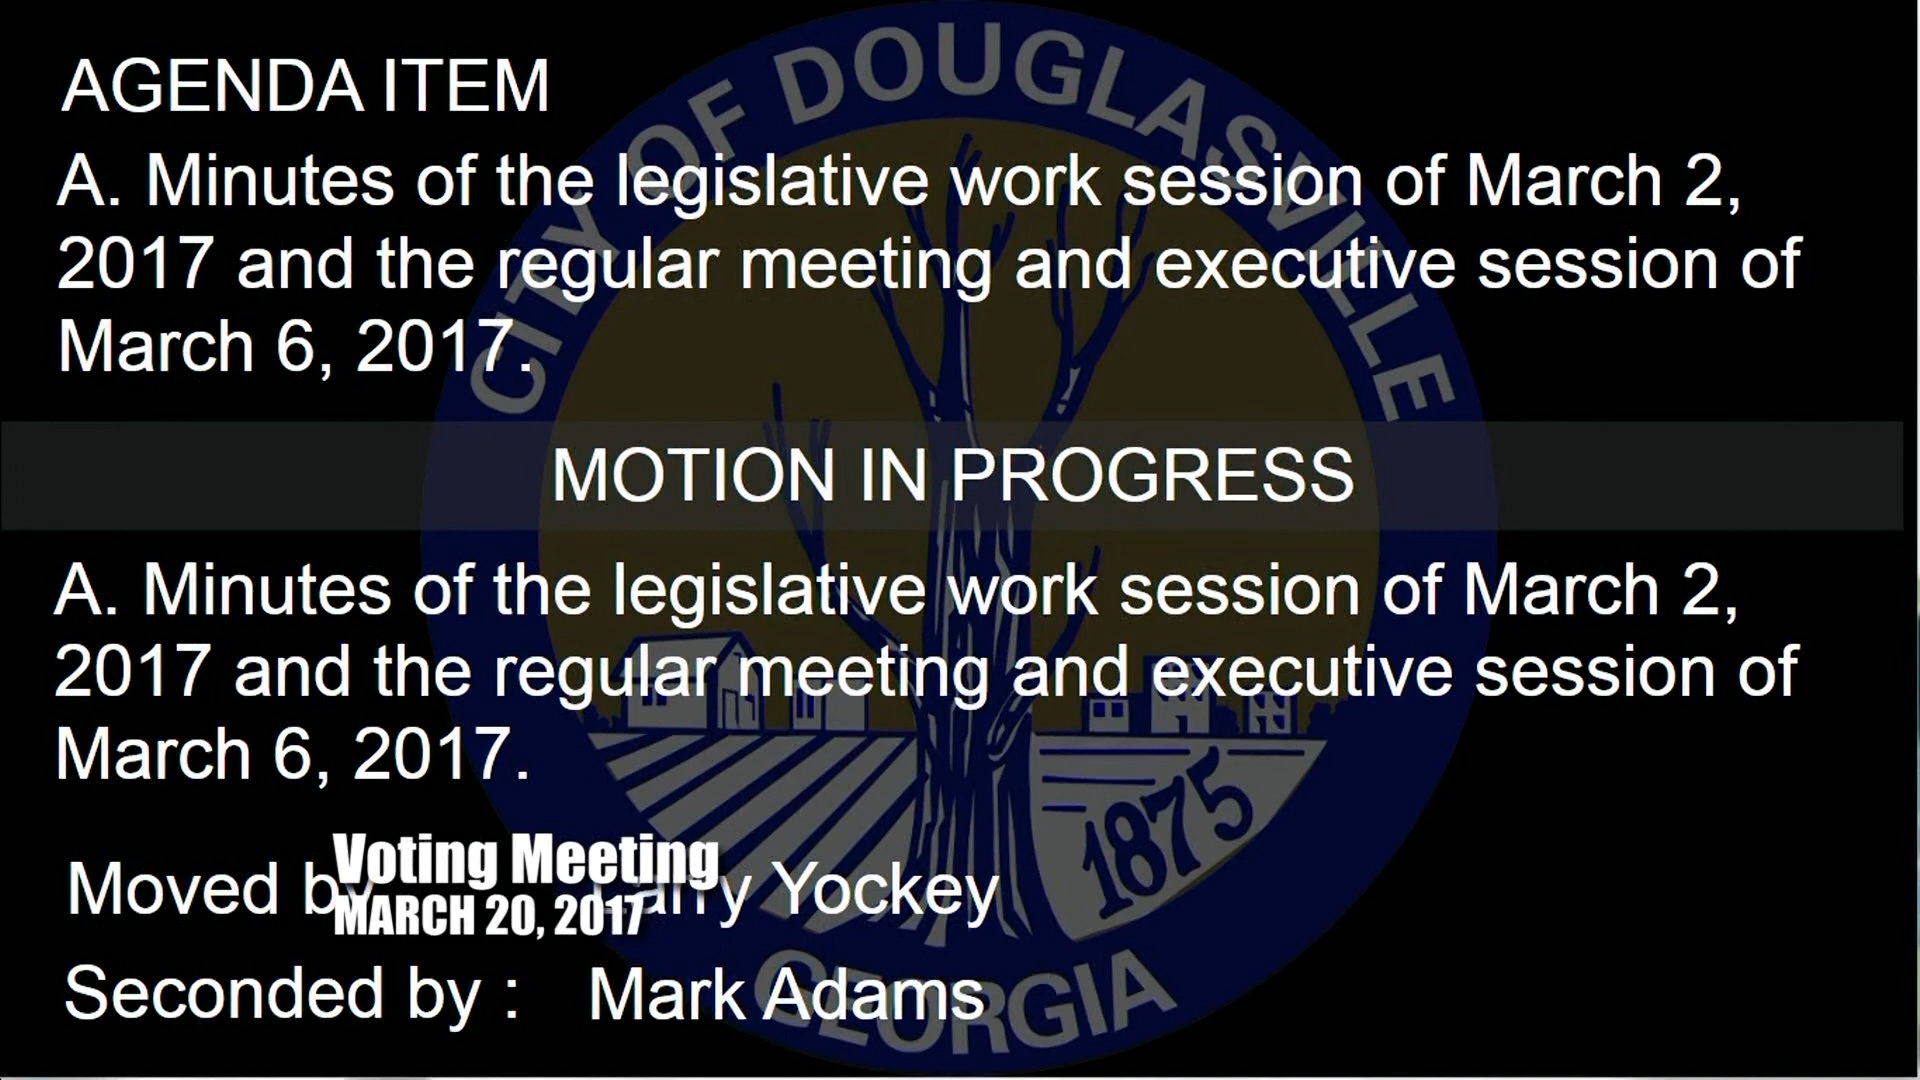 AGENDA ITEM
A. Minutes of the legislative work session of March 2,
2017 and the regular meeting and executive session of
March 6, 2017.
MOTION IN PROGRESS
A. Minutes of the legislative work session of March 2,
2017 and the regular meeting and executive session of
March 6, 2017.
Moved by Larry Yockey
Voting Meeting
MARCH 20, 2017
Seconded by : Mark Adams
CITY OF DOUGLASVILLE
1875
GEORGIA